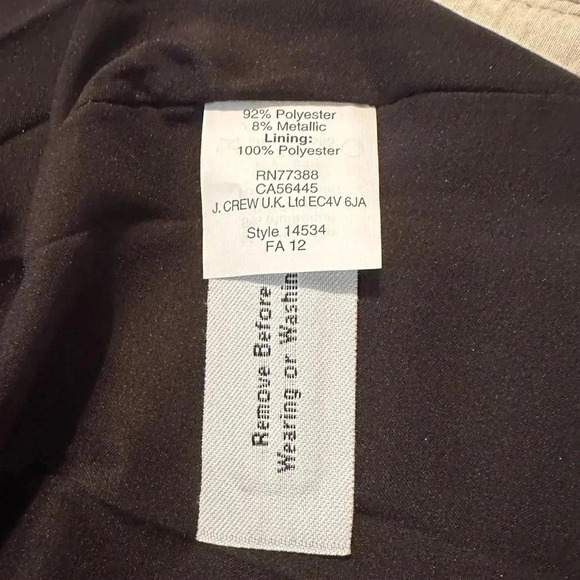 92% Polyester
8% Metallic
Lining:
100% Polyester
RN77388
CA56445
J. CREW U.K. Ltd EC4V 6JA
Style 14534
FA 12
Remove Before
Wearing or Washin